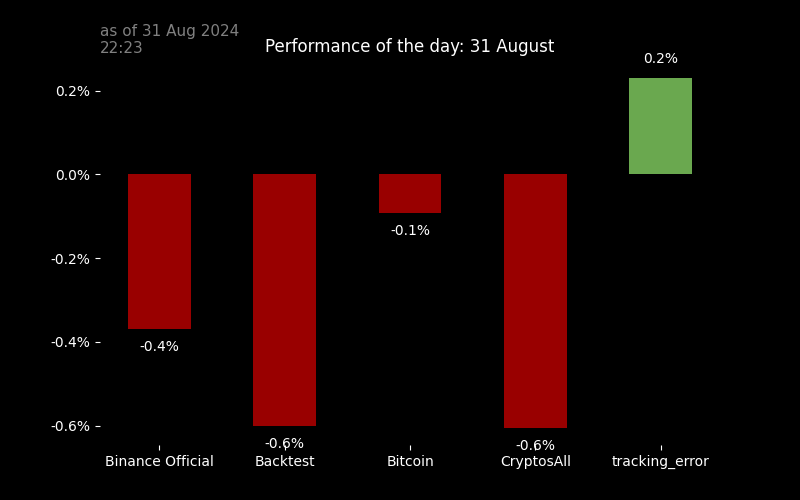 as of 31 Aug 2024
22:23
Performance of the day: 31 August
0.2%
0.2%
0.0%
-0.2%
-0.4%
-0.6%
-0.4%
-0.6%
-0.1%
-0.6%
Binance Official
Backtest
Bitcoin
CryptosAll
tracking_error